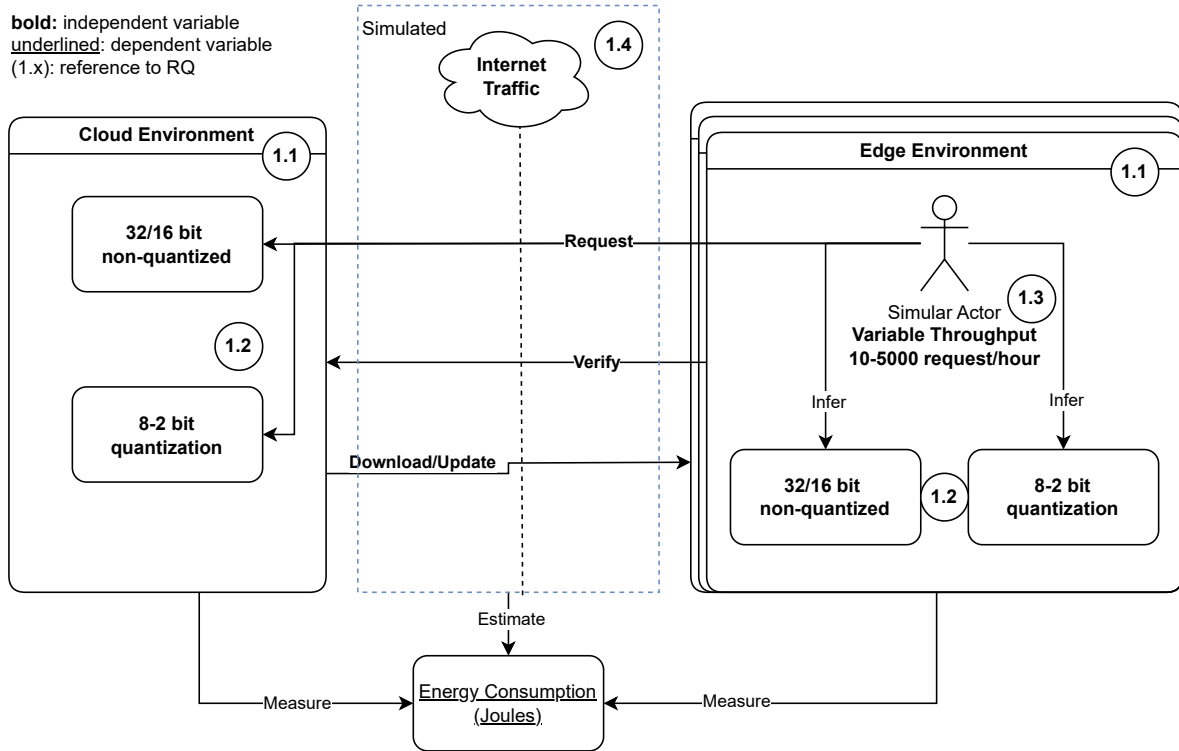 bold: independent variable
underlined: dependent variable
(1.x): reference to RQ
Simulated
1.4
Internet
Traffic
Cloud Environment
1.1
Edge Environment
1.1
32/16 bit
non-quantized
Request
1.3
Simular Actor
Variable Throughput
10-5000 request/hour
1.2
Verify
Infer
Infer
8-2 bit
quantization
Download/Update
32/16 bit
non-quantized
1.2
8-2 bit
quantization
Estimate
Energy Consumption
(Joules)
Measure
Measure